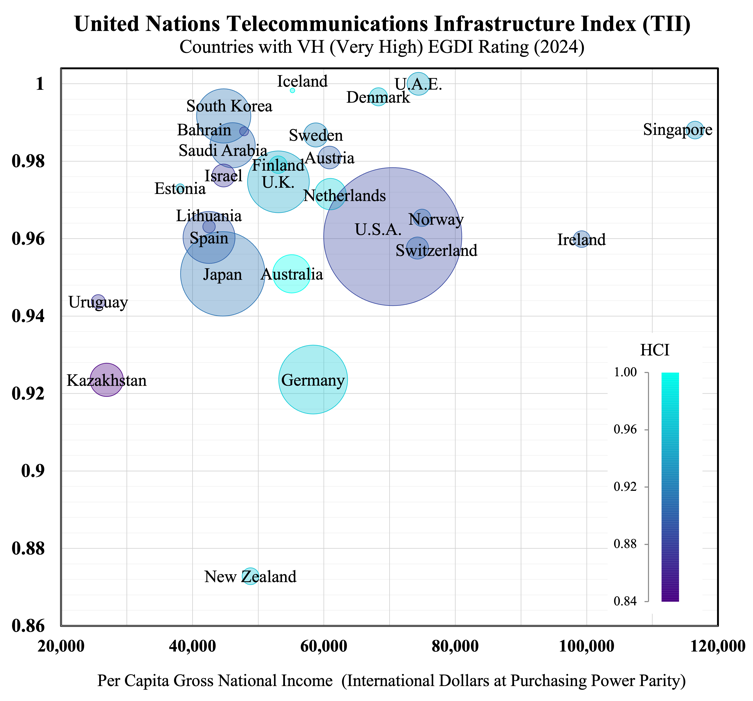 United Nations Telecommunications Infrastructure Index (TII)
Countries with VH (Very High) EGDI Rating (2024)
1
0.98
0.96
0.94
0.92
0.9
0.88
0.86
Iceland
U.A.E.
Denmark
South Korea
Bahrain
Sweden
Singapore
Saudi Arabia
Austria
Finland
Israel
U.K.
Estonia
Netherlands
Lithuania
Norway
U.S.A.
Spain
Ireland
Switzerland
Japan
Australia
Uruguay
Kazakhstan
Germany
New Zealand
HCI
1.00
0.96
0.92
0.88
0.84
20,000
40,000
60,000
80,000
100,000
120,000
Per Capita Gross National Income (International Dollars at Purchasing Power Parity)